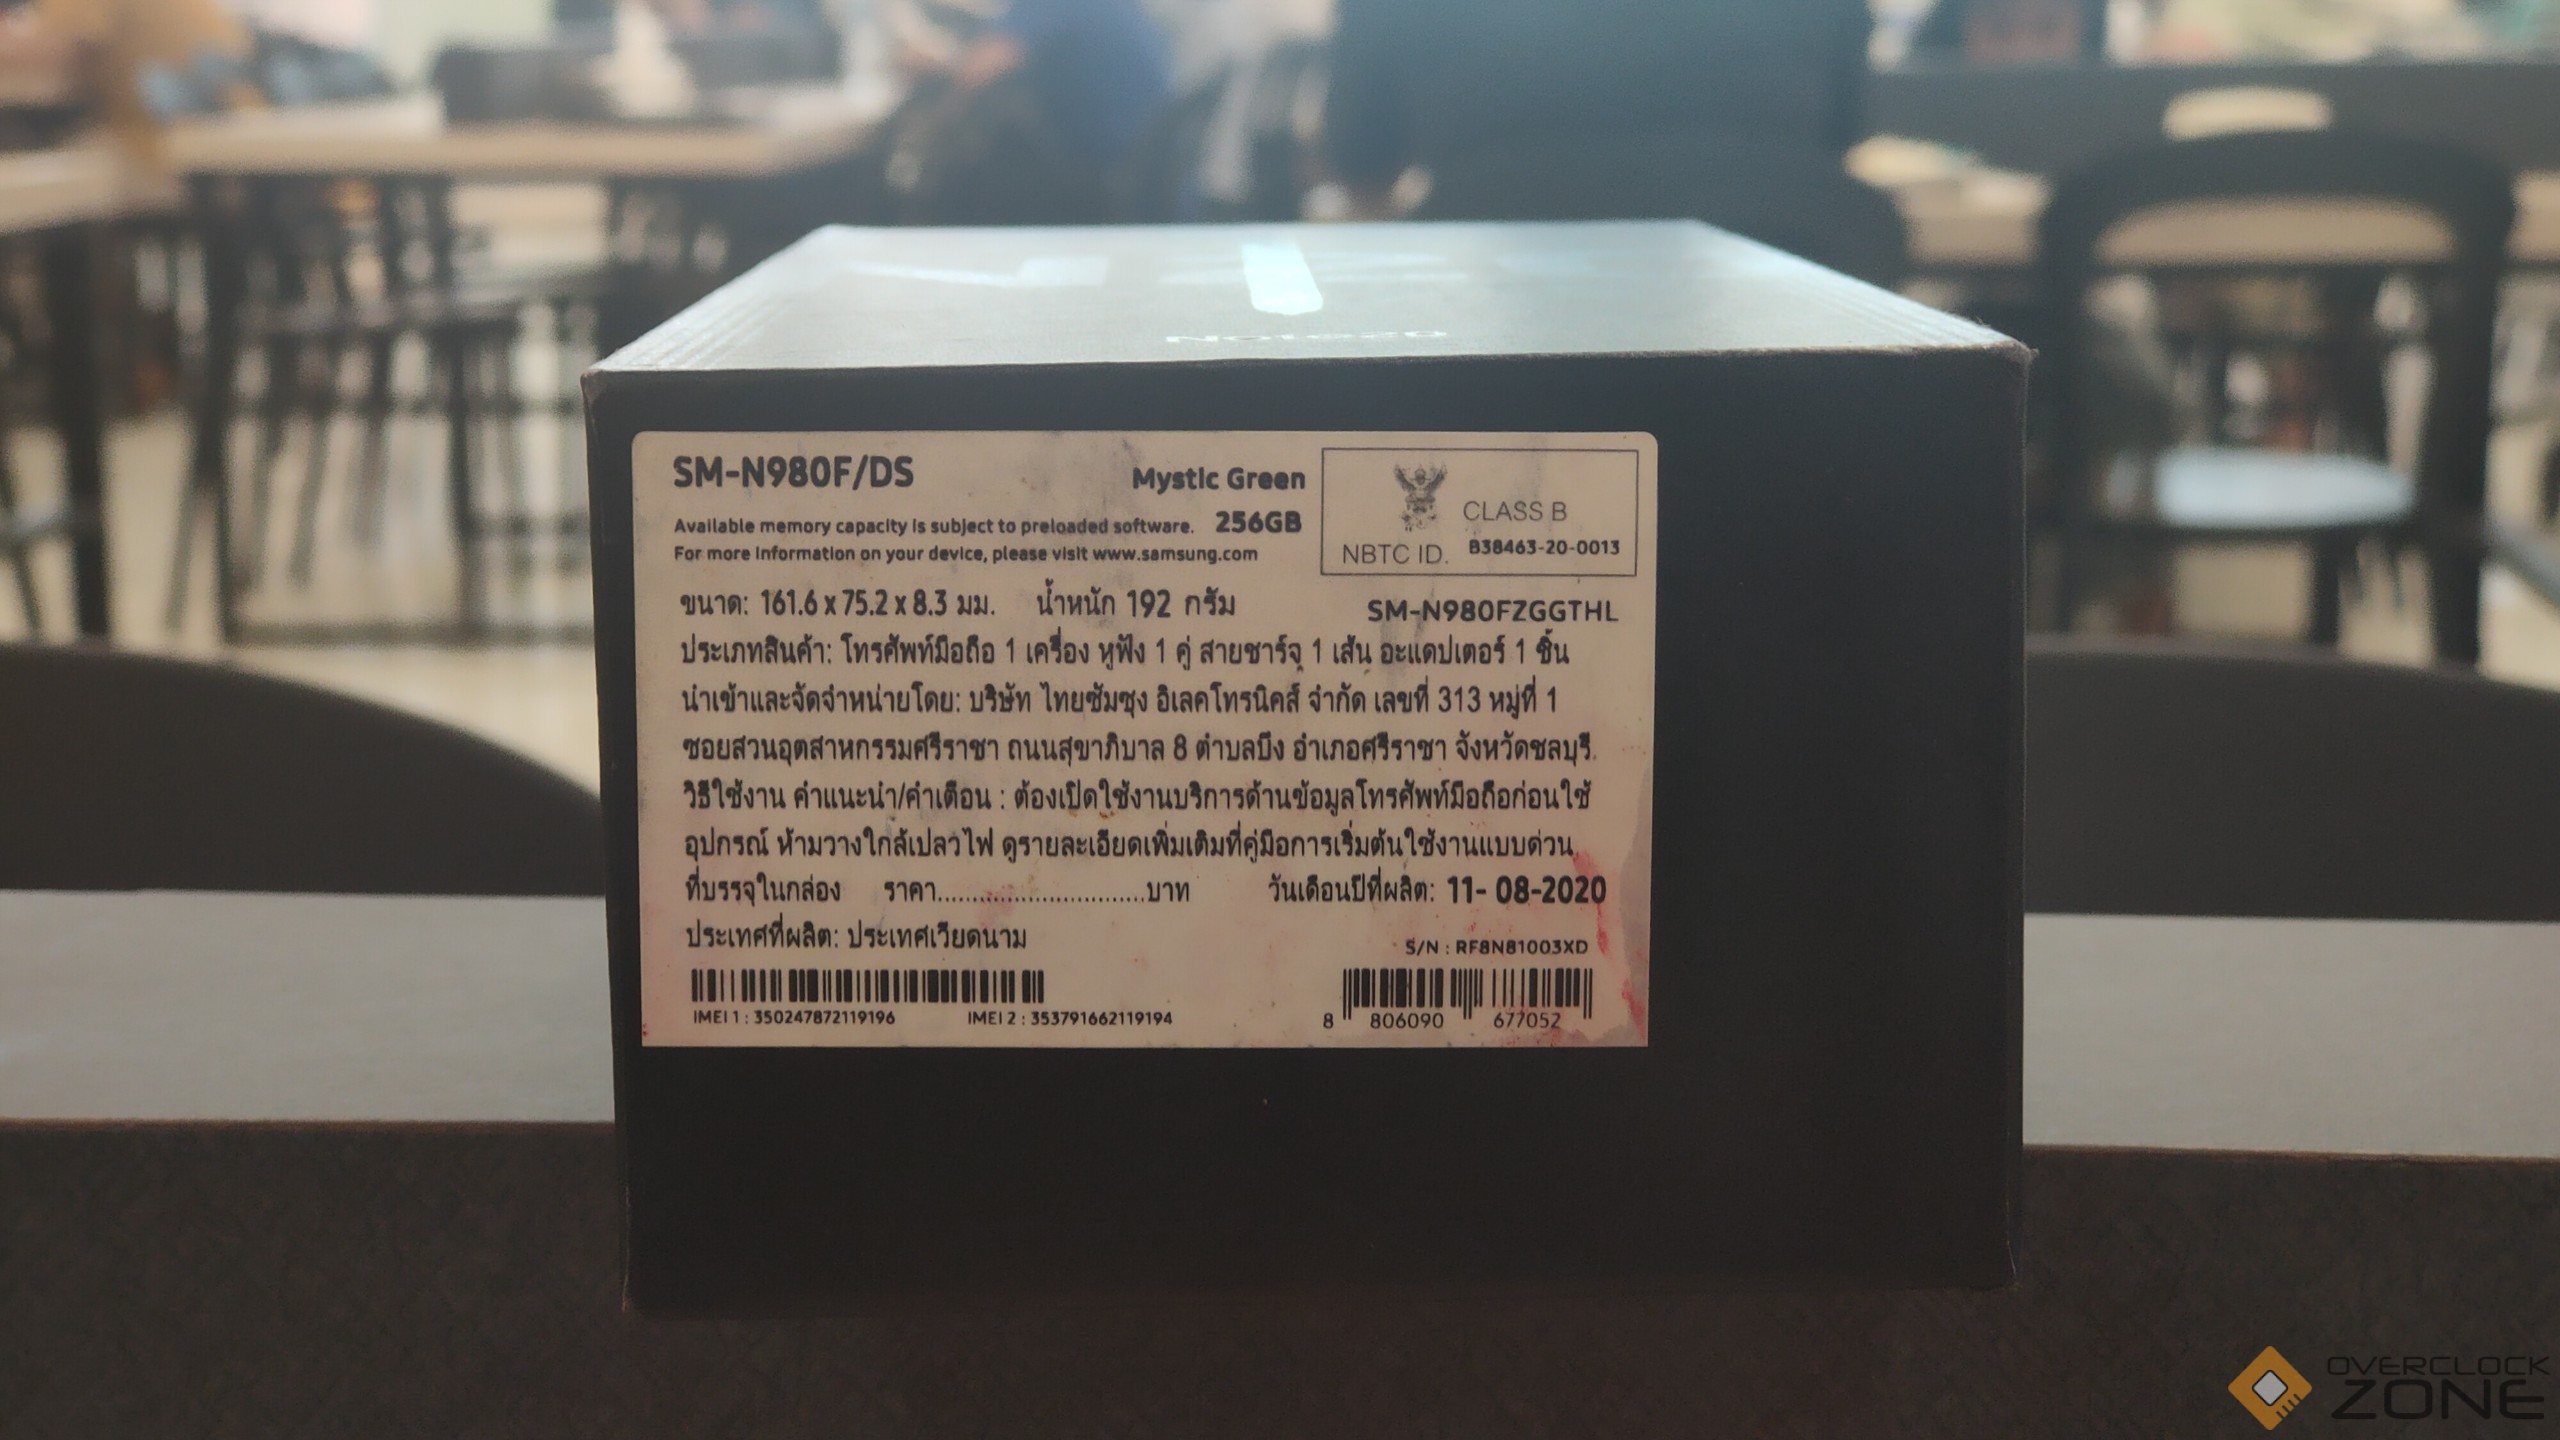 Note20
SM-N980F/DS
Mystic Green
Available memory capacity is subject to preloaded software. 256GB
For more information on your device, please visit www.samsung.com
CLASS B
NBTC ID. B38463-20-0013
ขนาด: 161.6 x 75.2 x 8.3 มม. น้ำหนัก 192 กรัม
SM-N980FZGGTHL
ประเภทสินค้า: โทรศัพท์มือถือ 1 เครื่อง หูฟัง 1 คู่ สายชาร์จ 1 เส้น อะแดปเตอร์ 1 ชิ้น
นำเข้าและจัดจำหน่ายโดย: บริษัท ไทยซัมซุง อิเลคโทรนิคส์ จำกัด เลขที่ 313 หมู่ที่ 1
ซอยสวนอุตสาหกรรมศรีราชา ถนนสุขาภิบาล 8 ตำบลบึง อำเภอศรีราชา จังหวัดชลบุรี.
วิธีใช้งาน คำแนะนำ/คำเตือน : ต้องเปิดใช้งานบริการด้านข้อมูลโทรศัพท์มือถือก่อนใช้
อุปกรณ์ ห้ามวางใกล้เปลวไฟ ดูรายละเอียดเพิ่มเติมที่คู่มือการเริ่มต้นใช้งานแบบด่วน
ที่บรรจุในกล่อง ราคา..............................บาท วันเดือนปีที่ผลิต: 11- 08-2020
ประเทศที่ผลิต: ประเทศเวียดนาม
S/N : RF8N81003XD
IMEI 1 : 350247872119196 IMEI 2 : 353791662119194
8 806090 677052
OVERCLOCK
ZONE